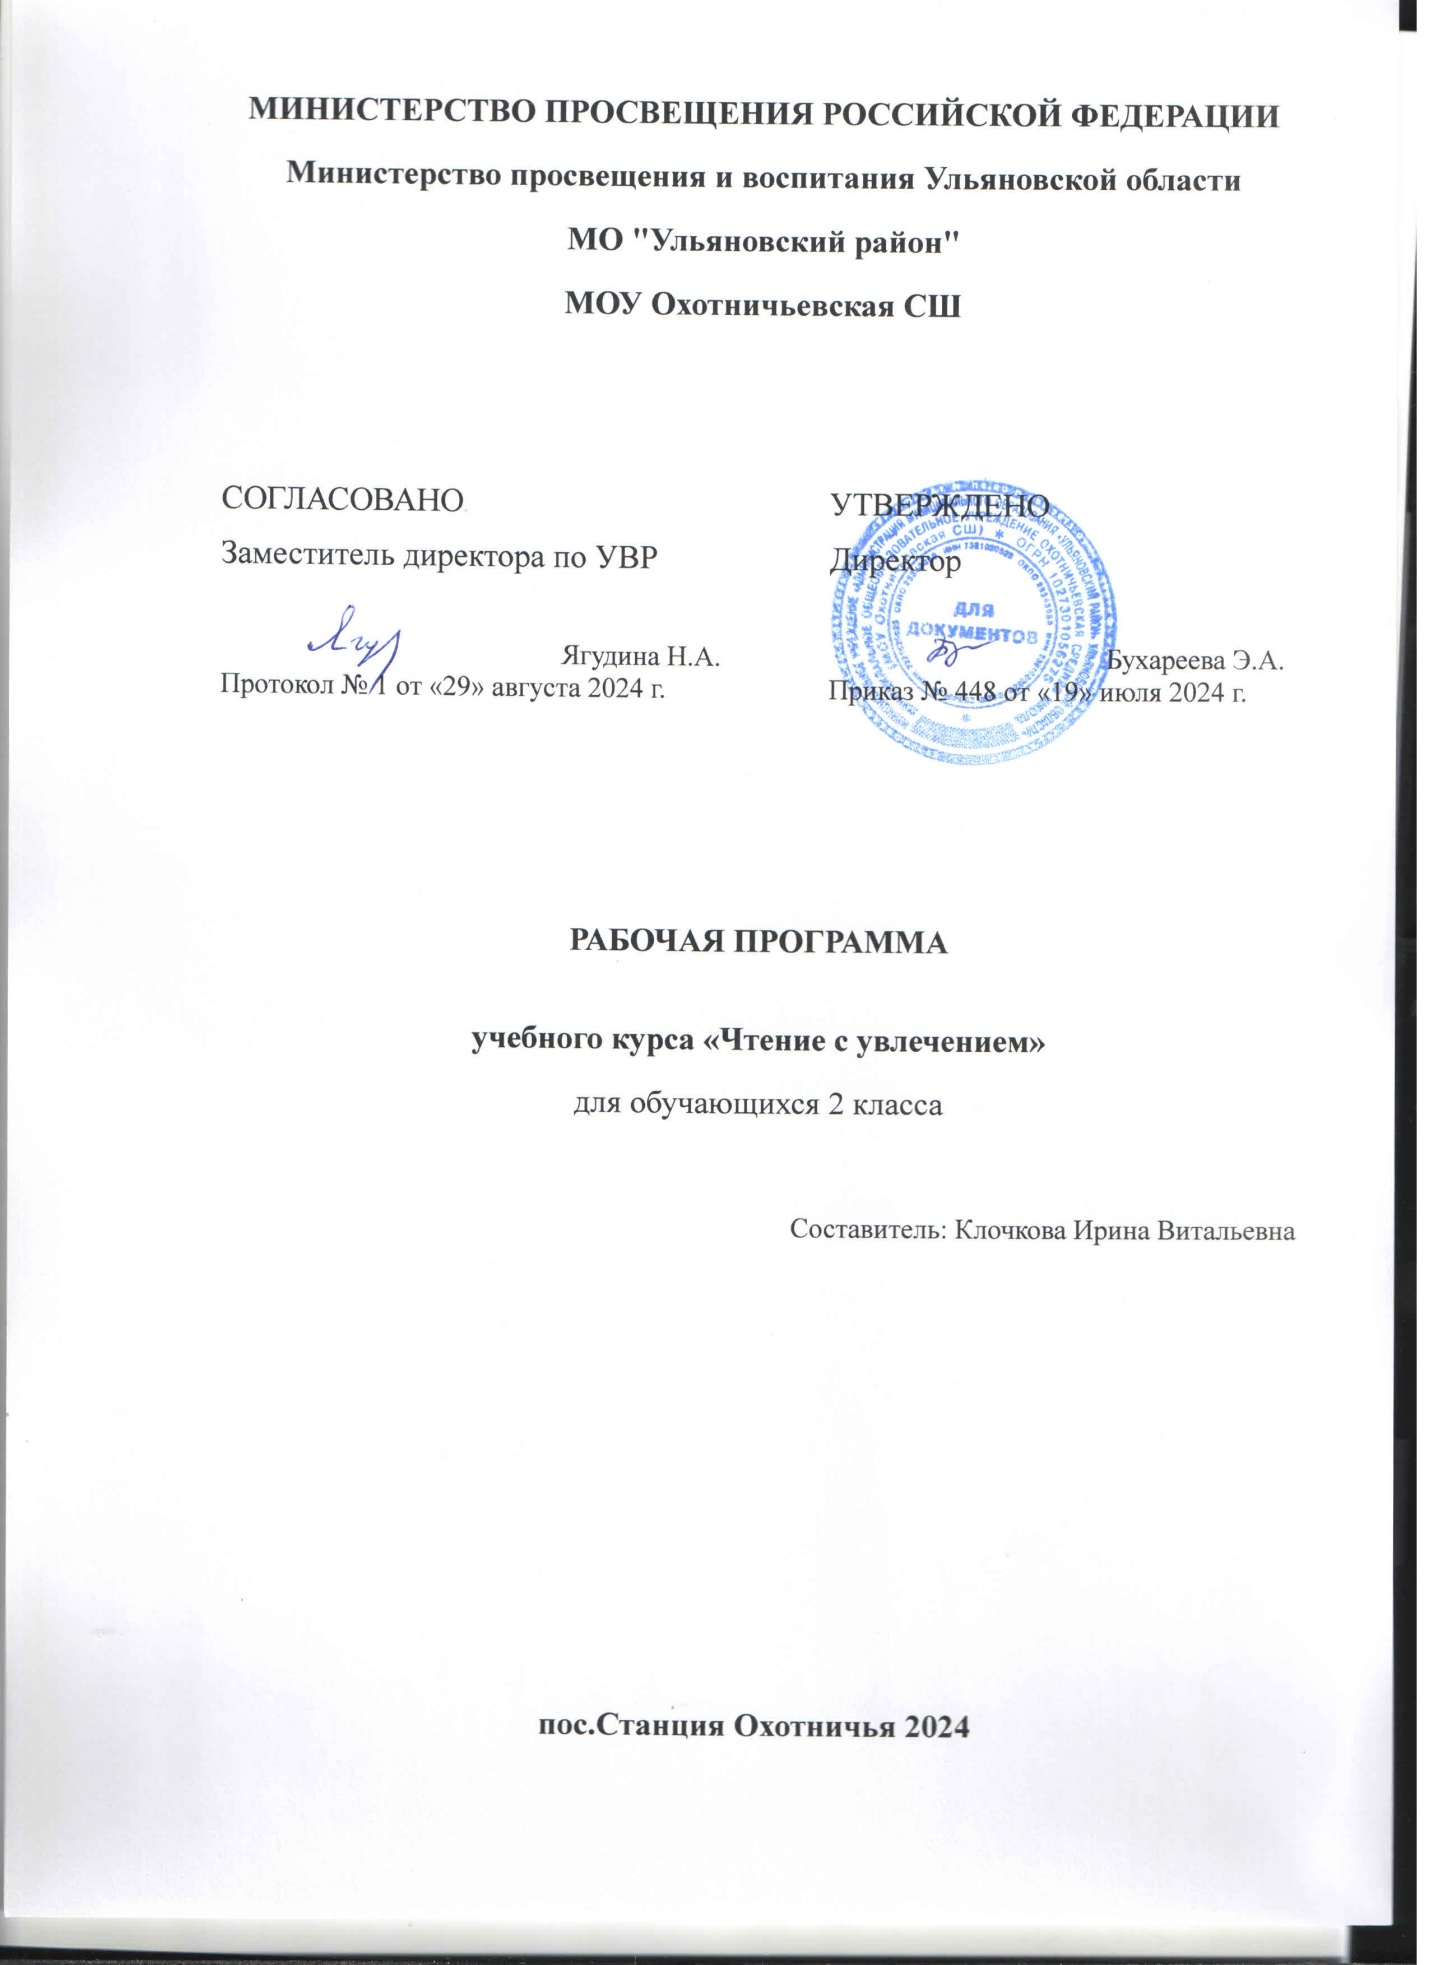 МИНИСТЕРСТВО ПРОСВЕЩЕНИЯ РОССИЙСКОЙ ФЕДЕРАЦИИ
Министерство просвещения и воспитания Ульяновской области
МО "Ульяновский район"
МОУ Охотничьевская СШ
СОГЛАСОВАНО
Заместитель директора по УВР
Ягудина Н.А.
Протокол № 1 от «29» августа 2024 г.
УТВЕРЖДЕНО
Директор
ДЛЯ
ДОКУМЕНТОВ
Бухареева Э.А.
Приказ № 448 от «19» июля 2024 г.
РАБОЧАЯ ПРОГРАММА
учебного курса «Чтение с увлечением»
для обучающихся 2 класса
Составитель: Клочкова Ирина Витальевна
пос.Станция Охотничья 2024